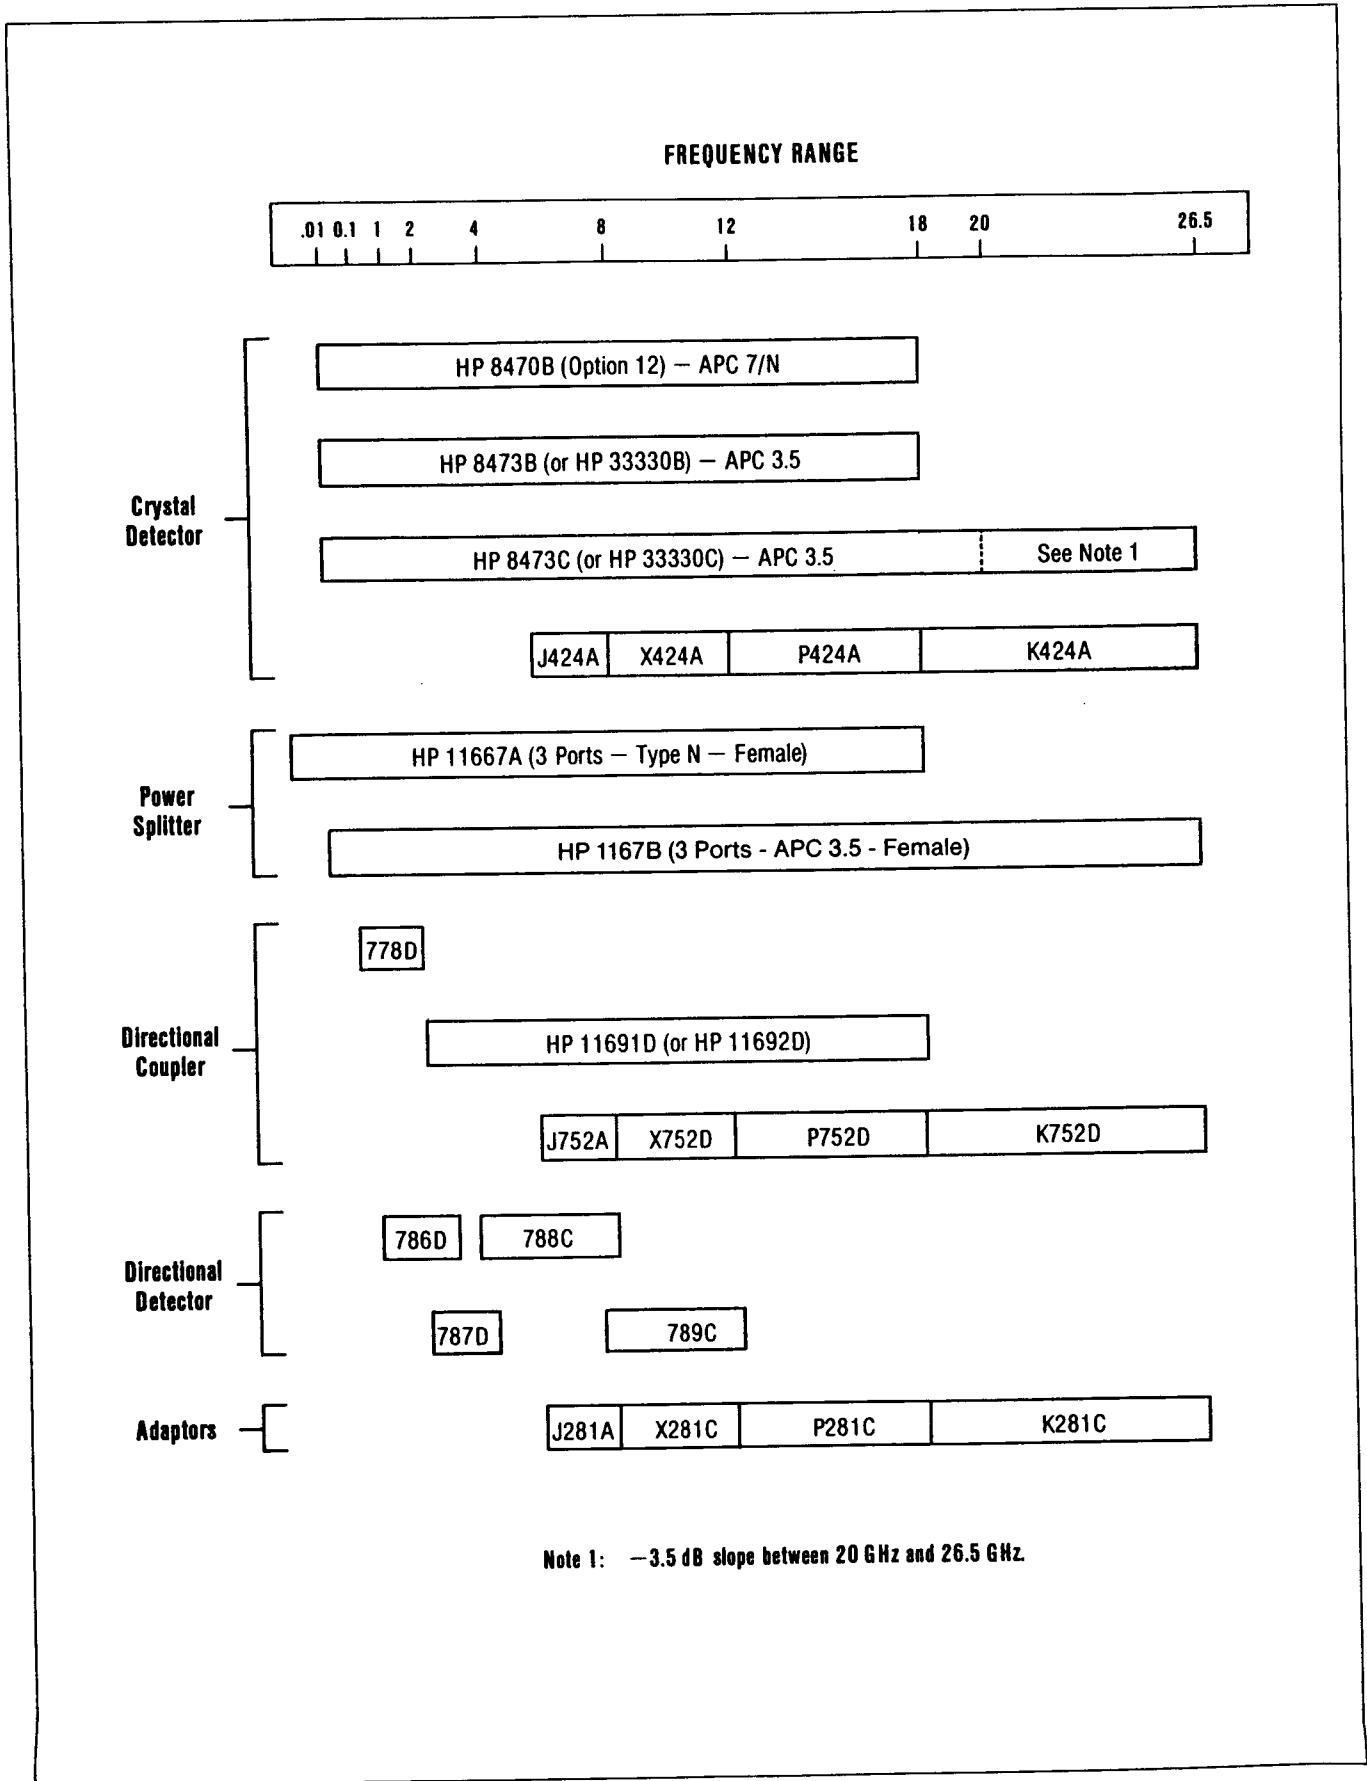 FREQUENCY RANGE
.01 0.1 1 2 4 8 12 18 20 26.5
HP 8470B (Option 12) — APC 7/N
HP 8473B (or HP 33330B) — APC 3.5
Crystal
Detector
HP 8473C (or HP 33330C) — APC 3.5 See Note 1
J424A X424A P424A K424A
HP 11667A (3 Ports — Type N — Female)
Power
Splitter
HP 1167B (3 Ports - APC 3.5 - Female)
778D
Directional
Coupler
HP 11691D (or HP 11692D)
J752A X752D P752D K752D
786D 788C
Directional
Detector
787D 789C
Adaptors
J281A X281C P281C K281C
Note 1: —3.5 dB slope between 20 GHz and 26.5 GHz.